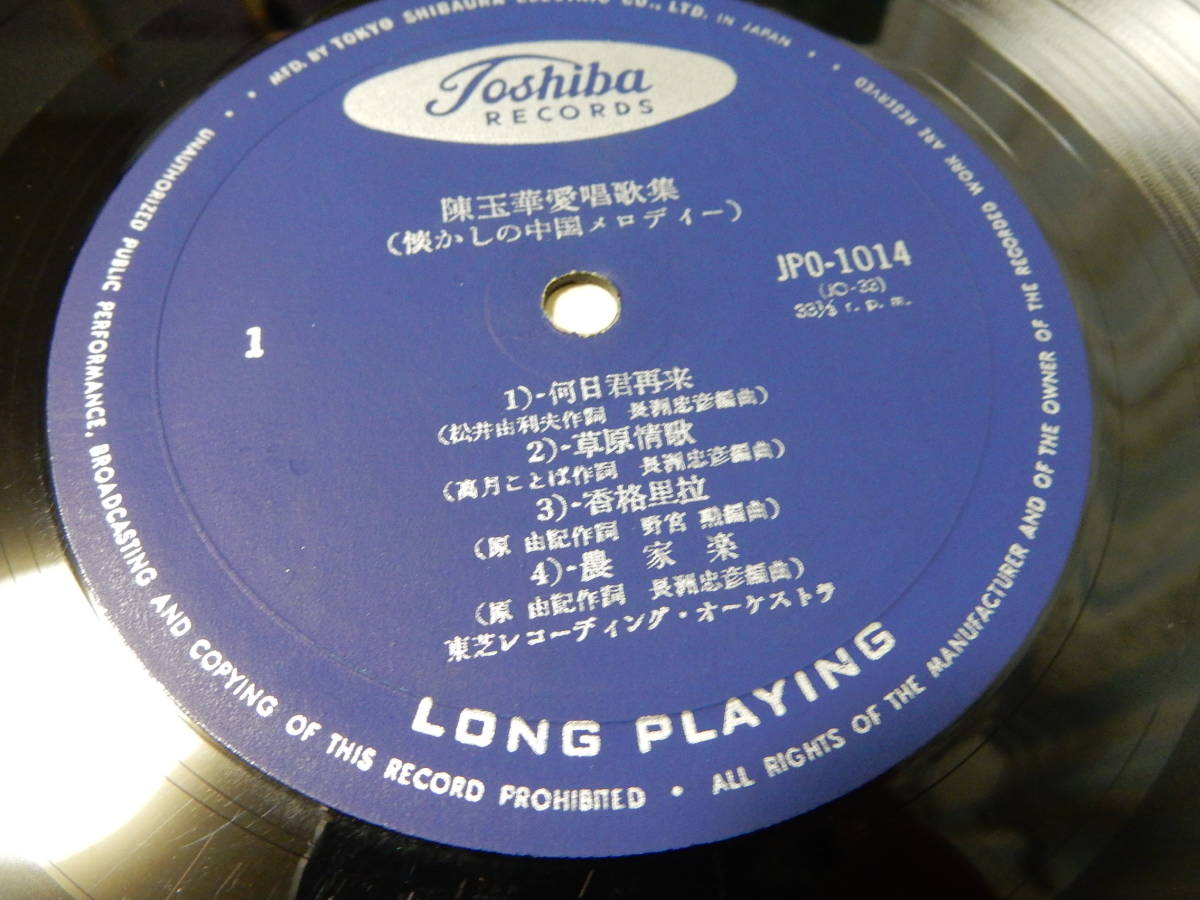 MFD. BY TOKYO SHIBAURA ELECTRIC CO., LTD. IN JAPAN
Toshiba
RECORDS
陳玉華愛唱歌集
(懐かしの中国メロディー)
JPO-1014
(JO-33)
33⅓ r. p. m.
1
1)-何日君再来
(松井由利夫作詞 長洲忠彦編曲)
2)-草原情歌
(高月ことば作詞 長洲忠彦編曲)
3)-香格里拉
(原 由記作詞 野宮 勲編曲)
4)-農家楽
(原 由記作詞 長洲忠彦編曲)
東芝レコーディング・オーケストラ
LONG PLAYING
UNAUTHORIZED PUBLIC PERFORMANCE, BROADCASTING AND COPYING OF THIS RECORD PROHIBITED • ALL RIGHTS OF THE MANUFACTURER AND OF THE OWNER OF THE RECORDED WORK ARE RESERVED